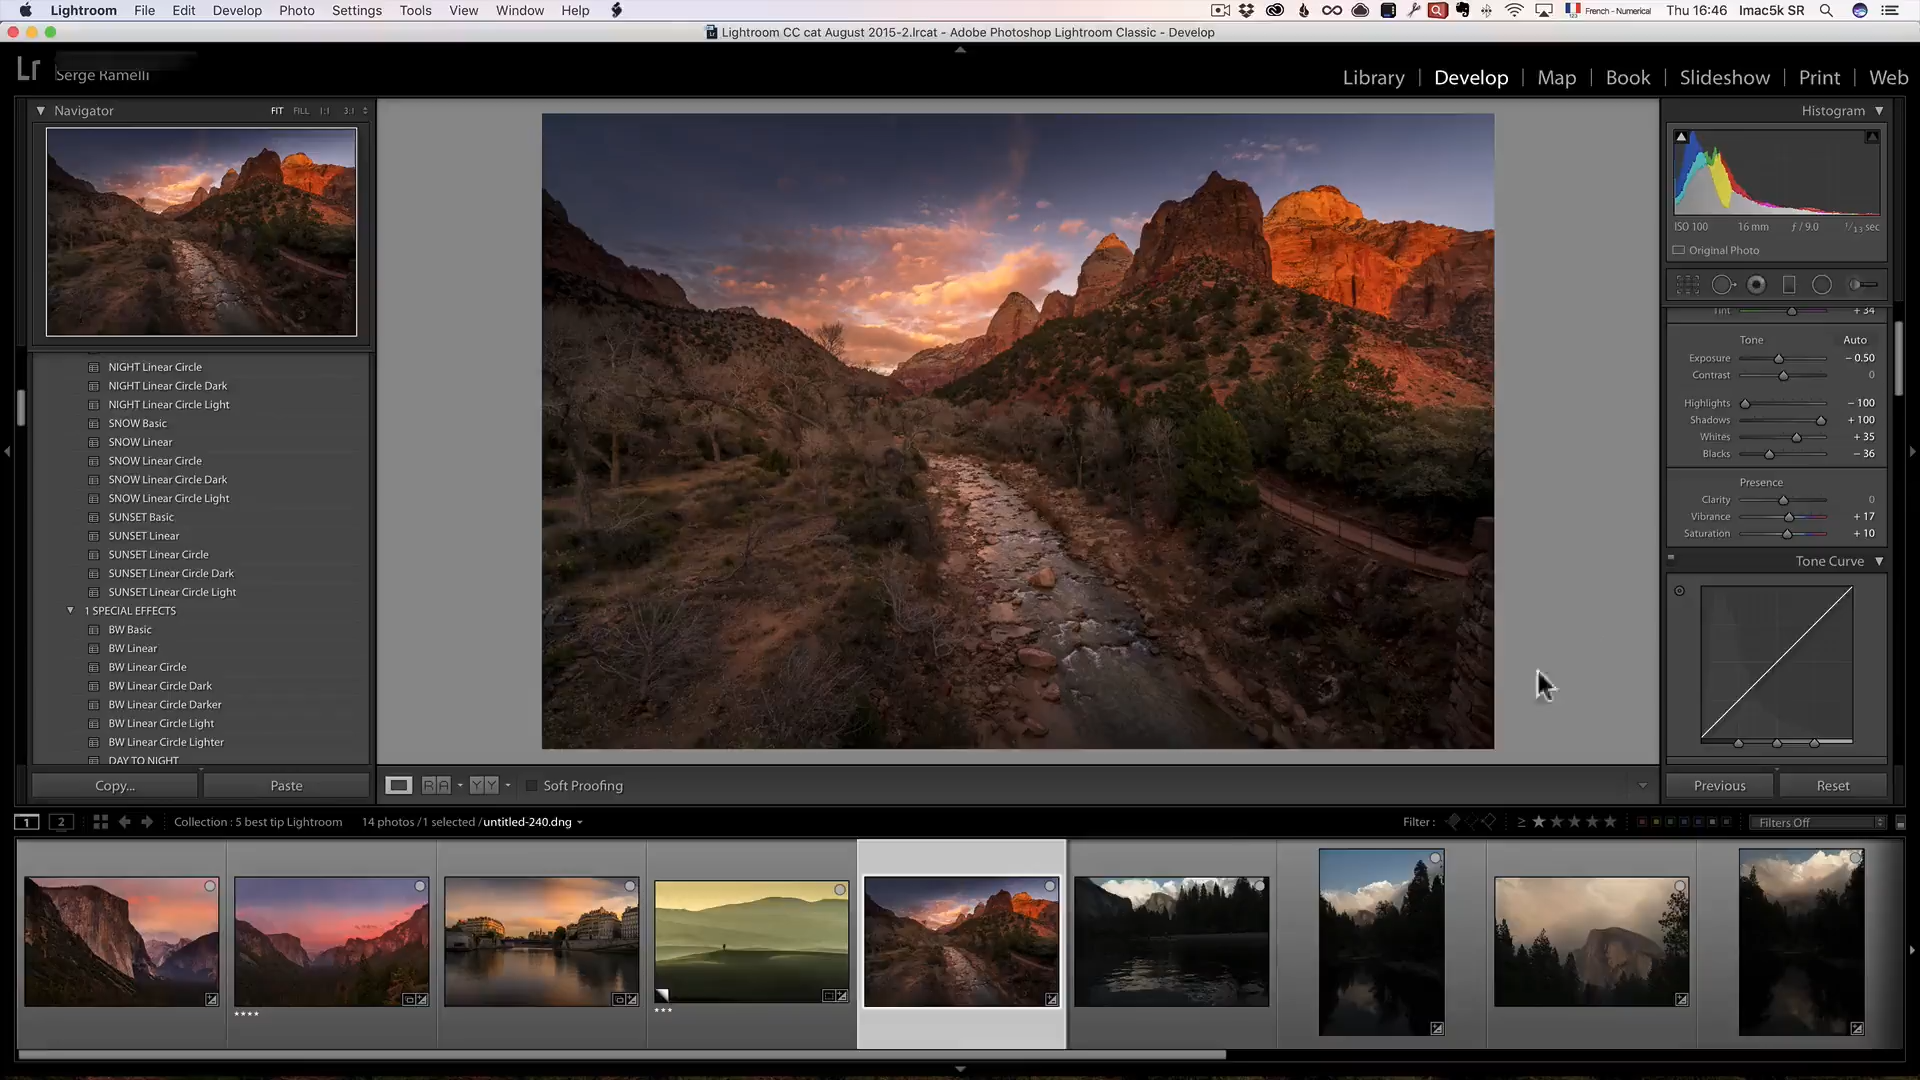 Lightroom File Edit Develop Photo Settings Tools View Window Help
French - Numerical Thu 16:46 Imac5k SR
Lightroom CC cat August 2015-2.lrcat - Adobe Photoshop Lightroom Classic - Develop
Lr
Serge Ramelli
Library | Develop | Map | Book | Slideshow | Print | Web
Navigator FIT FILL 1:1 3:1
NIGHT Linear Circle
NIGHT Linear Circle Dark
NIGHT Linear Circle Light
SNOW Basic
SNOW Linear
SNOW Linear Circle
SNOW Linear Circle Dark
SNOW Linear Circle Light
SUNSET Basic
SUNSET Linear
SUNSET Linear Circle
SUNSET Linear Circle Dark
SUNSET Linear Circle Light
1 SPECIAL EFFECTS
BW Basic
BW Linear
BW Linear Circle
BW Linear Circle Dark
BW Linear Circle Darker
BW Linear Circle Light
BW Linear Circle Lighter
DAY TO NIGHT
Copy... Paste
Soft Proofing
Histogram
ISO 100 16 mm ƒ / 9.0 1/13 sec
Original Photo
Tint + 34
Tone Auto
Exposure − 0.50
Contrast 0
Highlights − 100
Shadows + 100
Whites + 35
Blacks − 36
Presence
Clarity 0
Vibrance + 17
Saturation + 10
Tone Curve
Previous Reset
1 2 Collection : 5 best tip Lightroom 14 photos / 1 selected / untitled-240.dng
Filter : ≥ Filters Off